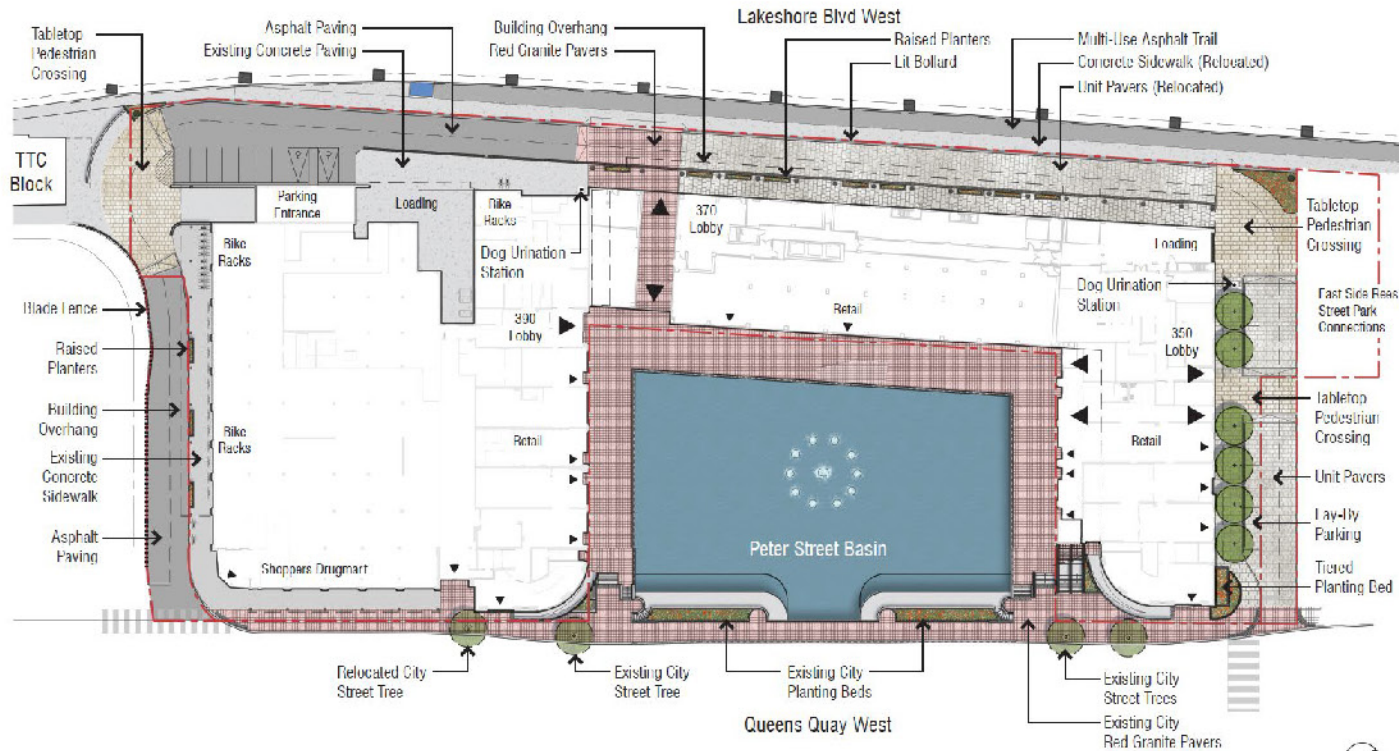 Lakeshore Blvd West
Tabletop
Pedestrian
Crossing
Asphalt Paving
Existing Concrete Paving
Building Overhang
Red Granite Pavers
Raised Planters
Lit Bollard
Multi-Use Asphalt Trail
Concrete Sidewalk (Relocated)
Unit Pavers (Relocated)
TTC
Block
Parking
Entrance
Loading
Bike
Racks
370
Lobby
Bike
Racks
Dog Urination
Station
Loading
Tabletop
Pedestrian
Crossing
Dog Urination
Station
East Side Rees
Street Park
Connections
Blade Fence
390
Lobby
Retail
350
Lobby
Raised
Planters
Building
Overhang
Bike
Racks
Retail
Retail
Tabletop
Pedestrian
Crossing
Existing
Concrete
Sidewalk
Unit Pavers
Asphalt
Paving
Lay-By
Parking
Peter Street Basin
Shoppers Drugmart
Tiered
Planting Bed
Relocated City
Street Tree
Existing City
Street Tree
Existing City
Planting Beds
Existing City
Street Trees
Existing City
Red Granite Pavers
Queens Quay West